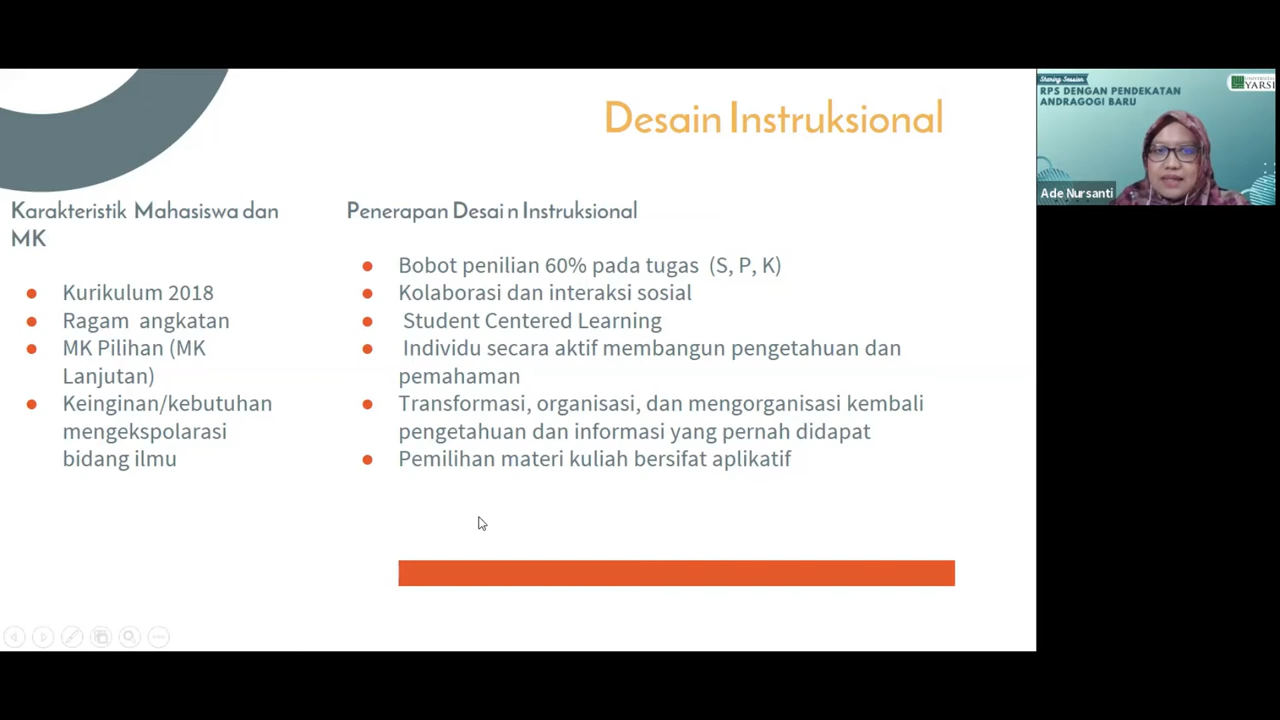 Desain Instruksional
Karakteristik Mahasiswa dan
MK
Kurikulum 2018
Ragam angkatan
MK Pilihan (MK
Lanjutan)
Keinginan/kebutuhan
mengekspolarasi
bidang ilmu
Penerapan Desai n Instruksional
Bobot penilian 60% pada tugas (S, P, K)
Kolaborasi dan interaksi sosial
Student Centered Learning
Individu secara aktif membangun pengetahuan dan
pemahaman
Transformasi, organisasi, dan mengorganisasi kembali
pengetahuan dan informasi yang pernah didapat
Pemilihan materi kuliah bersifat aplikatif
Sharing Session
RPS DENGAN PENDEKATAN
ANDRAGOGI BARU
UNIVERSITAS
YARSI
Ade Nursanti